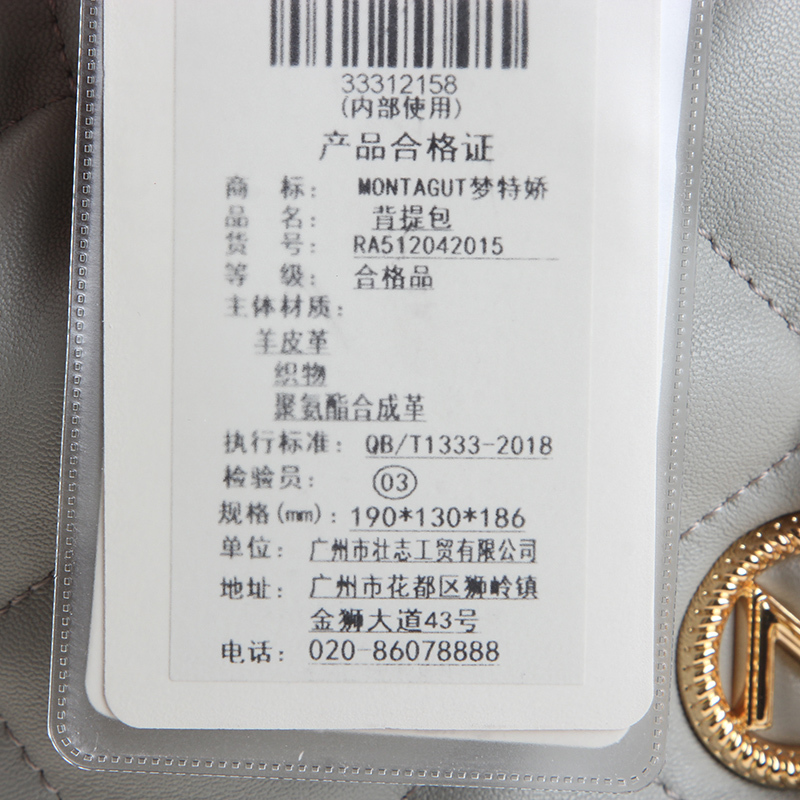 33312158
(内部使用)
产品合格证
商 标: MONTAGUT梦特娇
品 名: 背提包
货 号: RA512042015
等 级: 合格品
主体材质:
羊皮革
织物
聚氨酯合成革
执行标准: QB/T1333-2018
检验员: 03
规格(mm): 190*130*186
单位: 广州市壮志工贸有限公司
地址: 广州市花都区狮岭镇
金狮大道43号
电话: 020-86078888